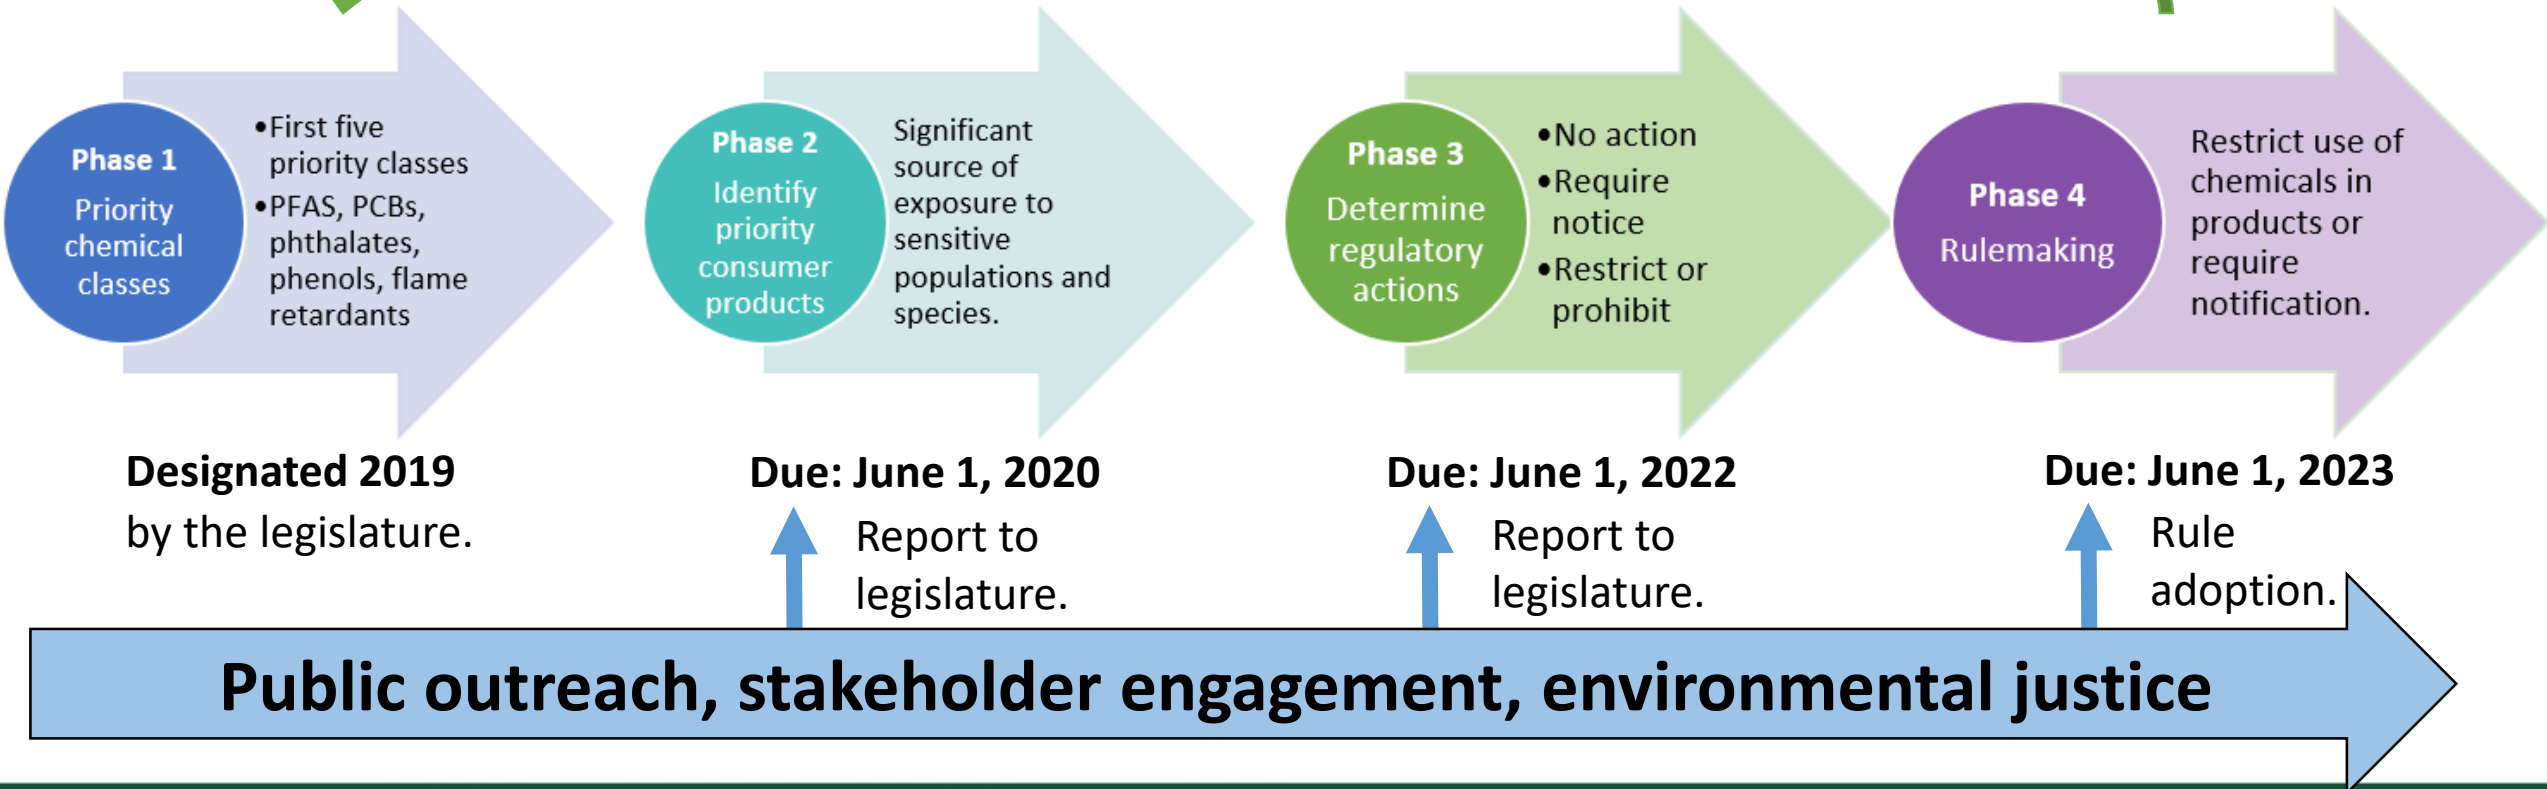 Phase 1
Priority
chemical
classes
•First five
priority classes
•PFAS, PCBs,
phthalates,
phenols, flame
retardants
Designated 2019
by the legislature.
Phase 2
Identify
priority
consumer
products
Significant
source of
exposure to
sensitive
populations and
species.
Due: June 1, 2020
Report to
legislature.
Phase 3
Determine
regulatory
actions
•No action
•Require
notice
•Restrict or
prohibit
Due: June 1, 2022
Report to
legislature.
Phase 4
Rulemaking
Restrict use of
chemicals in
products or
require
notification.
Due: June 1, 2023
Rule
adoption.
Public outreach, stakeholder engagement, environmental justice